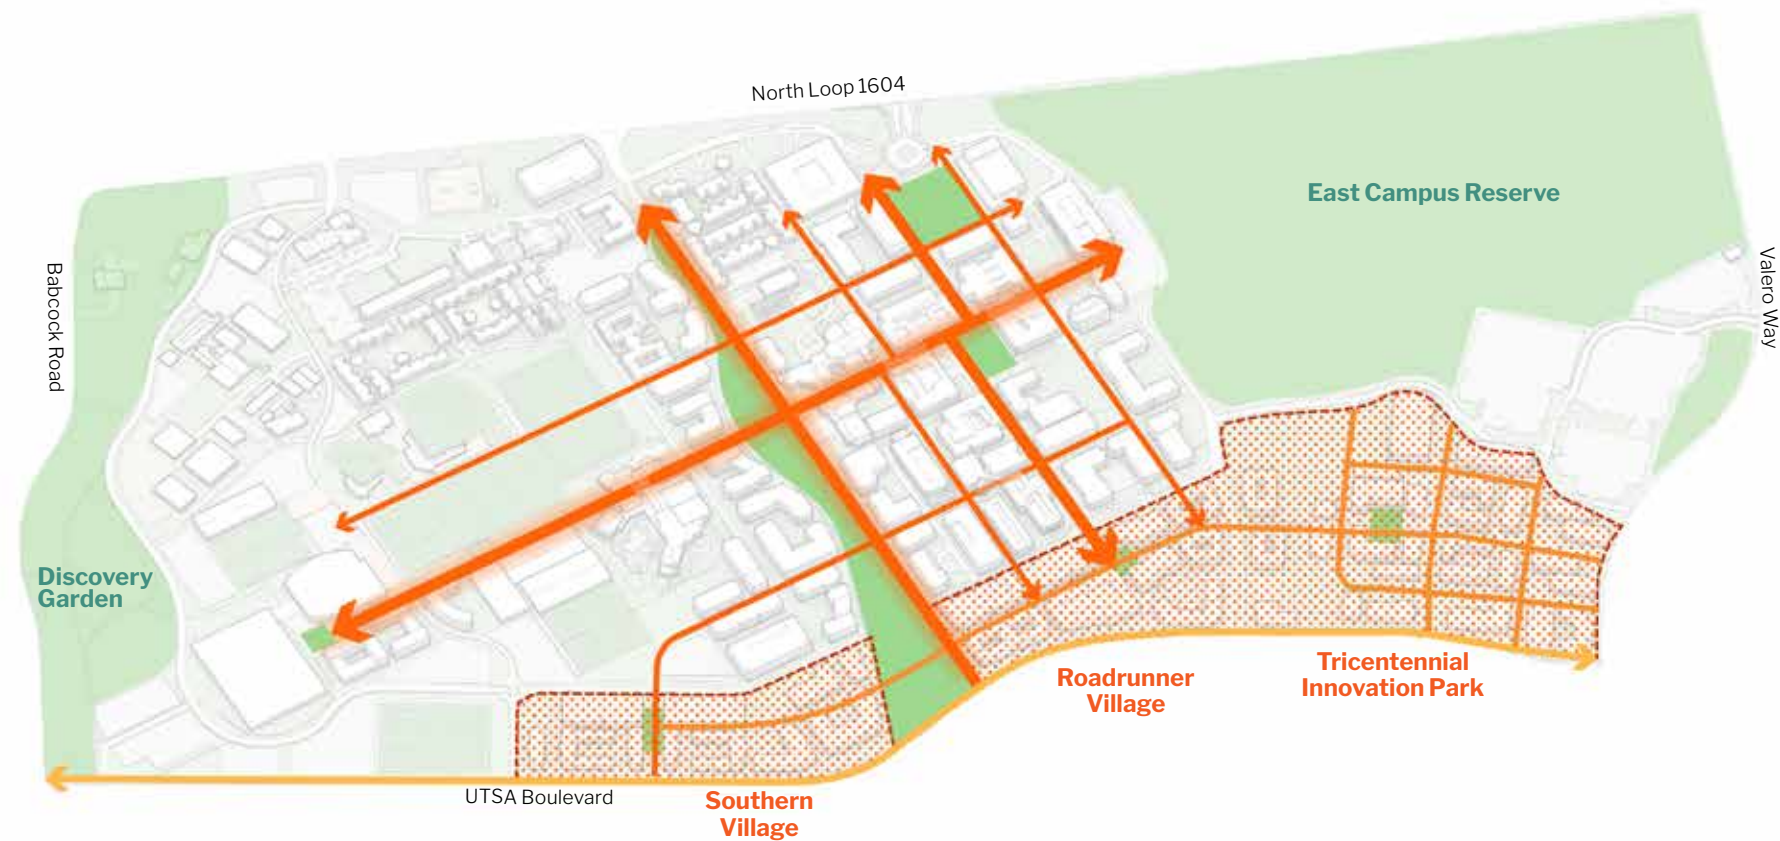 North Loop 1604
East Campus Reserve
Babcock Road
Valero Way
Discovery
Garden
Roadrunner
Village
Tricentennial
Innovation Park
UTSA Boulevard
Southern
Village